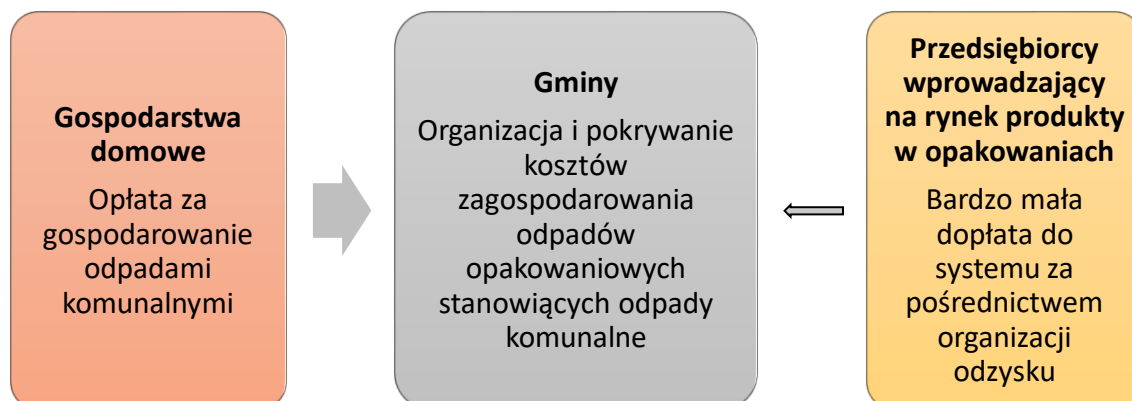 Gospodarstwa
domowe
Opłata za
gospodarowanie
odpadami
komunalnymi
Gminy
Organizacja i pokrywanie
kosztów
zagospodarowania
odpadów
opakowaniowych
stanowiących odpady
komunalne
Przedsiębiorcy
wprowadzający
na rynek produkty
w opakowaniach
Bardzo mała
dopłata do
systemu za
pośrednictwem
organizacji
odzysku